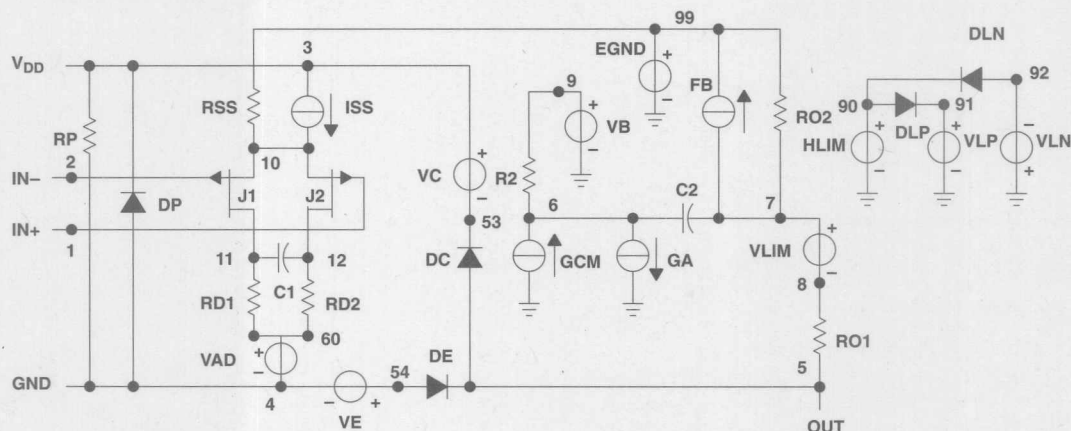 99
DLN
3
EGND
+
−
FB
92
V_DD
9
90
91
RSS
ISS
+
−
VB
RO2
RP
DLP
+
−
HLIM
+
−
VLP
−
+
VLN
2
10
VC
+
−
R2
C2
IN−
J1
J2
6
7
IN+
DP
53
1
11
12
DC
GCM
GA
VLIM
+
−
C1
8
RD1
RD2
60
RO1
VAD
+
−
DE
5
GND
54
4
−
+
VE
OUT